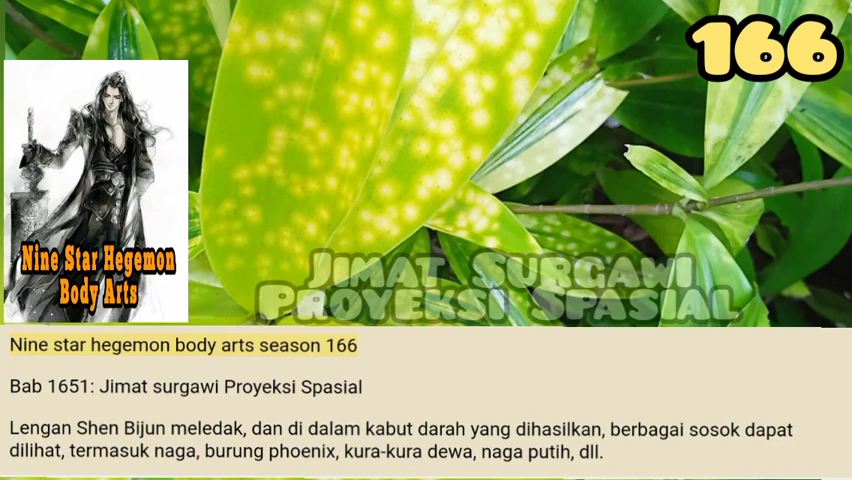 166
Nine Star Hegemon
Body Arts
Jimat Surgawi
Proyeksi Spasial
Nine star hegemon body arts season 166
Bab 1651: Jimat surgawi Proyeksi Spasial
Lengan Shen Bijun meledak, dan di dalam kabut darah yang dihasilkan, berbagai sosok dapat
dilihat, termasuk naga, burung phoenix, kura-kura dewa, naga putih, dll.